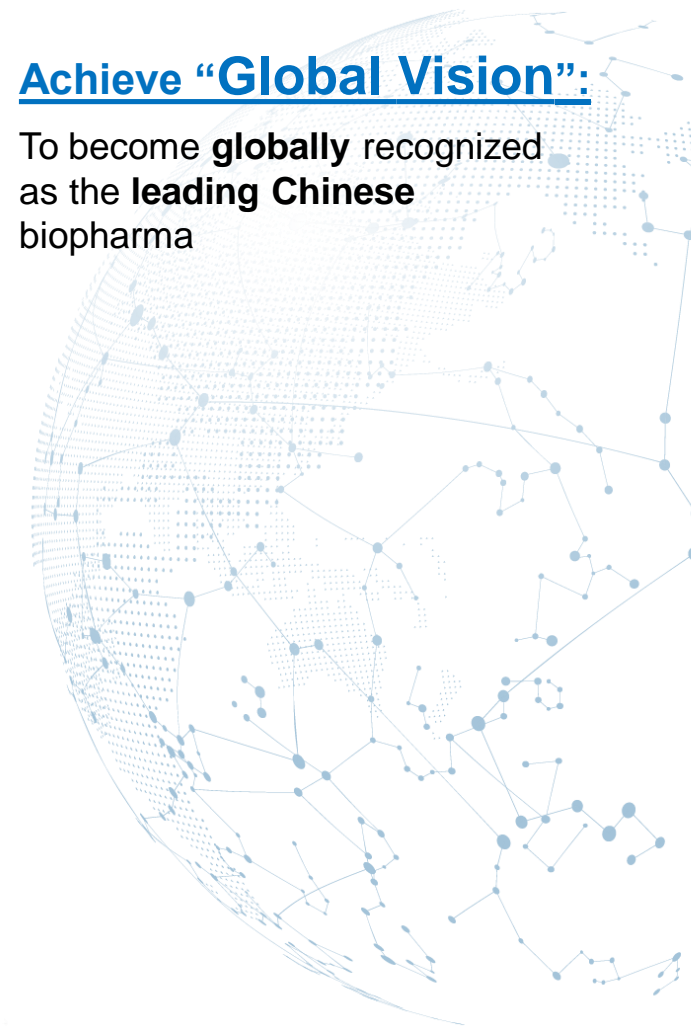 Achieve “Global Vision”:
To become globally recognized
as the leading Chinese
biopharma